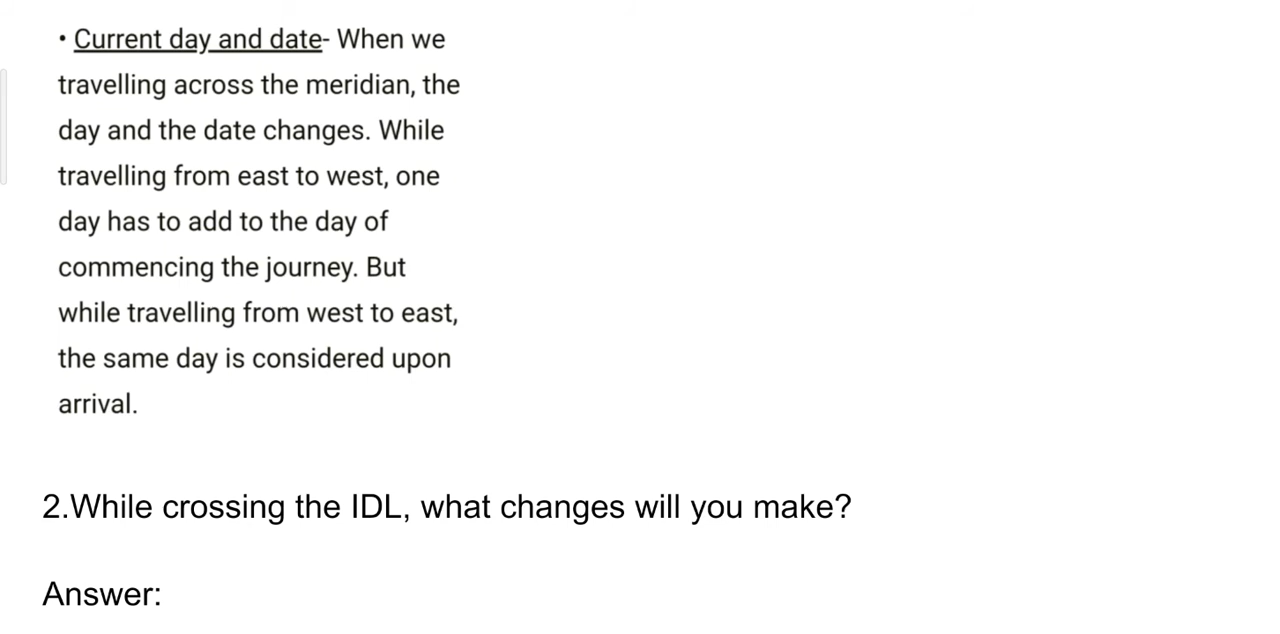 • Current day and date- When we
travelling across the meridian, the
day and the date changes. While
travelling from east to west, one
day has to add to the day of
commencing the journey. But
while travelling from west to east,
the same day is considered upon
arrival.
2.While crossing the IDL, what changes will you make?
Answer: